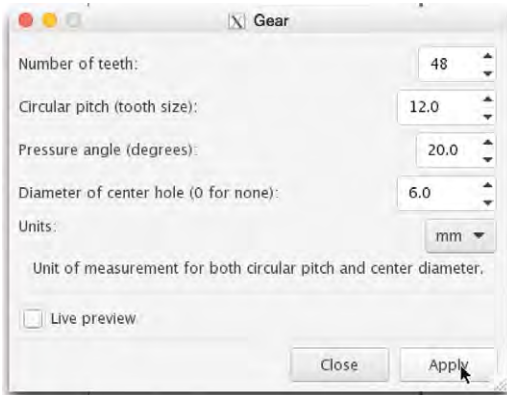 Gear
Number of teeth: 48
Circular pitch (tooth size): 12.0
Pressure angle (degrees): 20.0
Diameter of center hole (0 for none): 6.0
Units:
mm
Unit of measurement for both circular pitch and center diameter.
Live preview
Close Apply